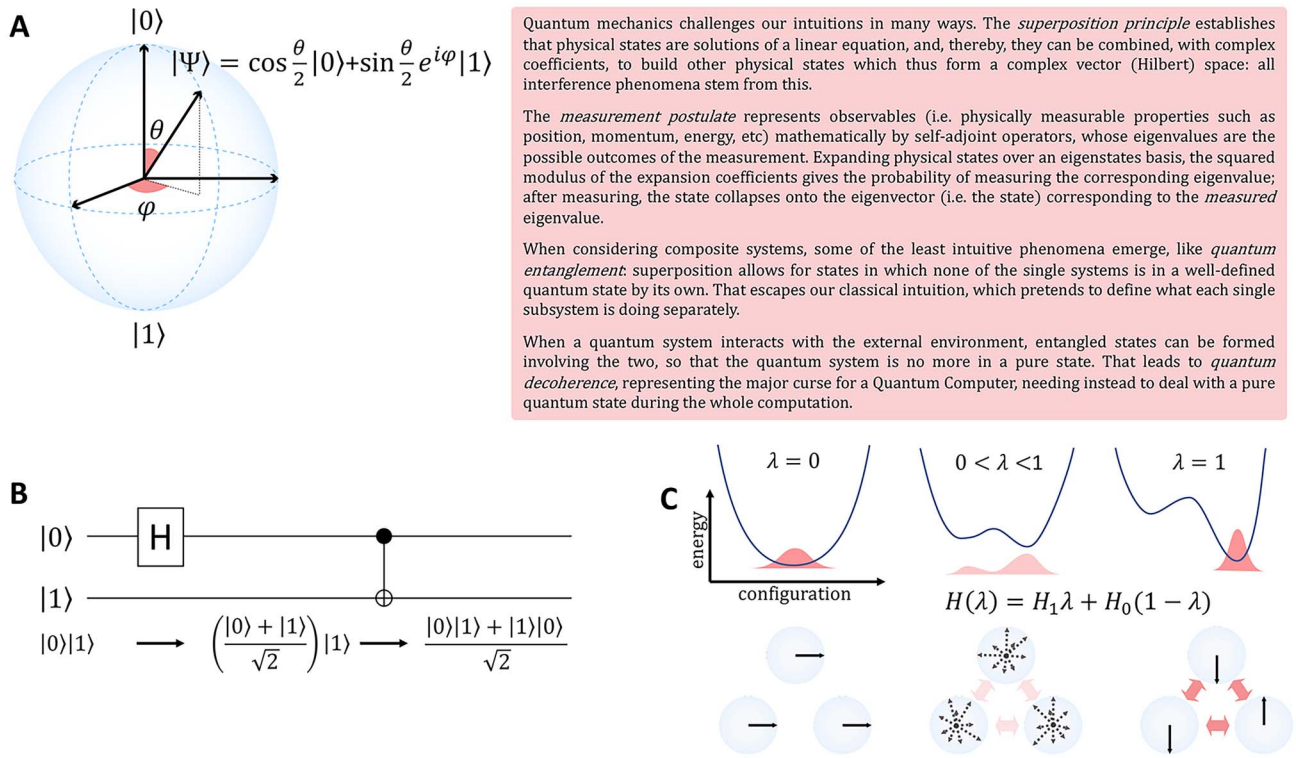 A
|0⟩
|Ψ⟩ = cos θ/2 |0⟩+sin θ/2 e^{iφ}|1⟩
θ
φ
|1⟩
Quantum mechanics challenges our intuitions in many ways. The superposition principle establishes
that physical states are solutions of a linear equation, and, thereby, they can be combined, with complex
coefficients, to build other physical states which thus form a complex vector (Hilbert) space: all
interference phenomena stem from this.
The measurement postulate represents observables (i.e. physically measurable properties such as
position, momentum, energy, etc) mathematically by self-adjoint operators, whose eigenvalues are the
possible outcomes of the measurement. Expanding physical states over an eigenstates basis, the squared
modulus of the expansion coefficients gives the probability of measuring the corresponding eigenvalue;
after measuring, the state collapses onto the eigenvector (i.e. the state) corresponding to the measured
eigenvalue.
When considering composite systems, some of the least intuitive phenomena emerge, like quantum
entanglement: superposition allows for states in which none of the single systems is in a well-defined
quantum state by its own. That escapes our classical intuition, which pretends to define what each single
subsystem is doing separately.
When a quantum system interacts with the external environment, entangled states can be formed
involving the two, so that the quantum system is no more in a pure state. That leads to quantum
decoherence, representing the major curse for a Quantum Computer, needing instead to deal with a pure
quantum state during the whole computation.
B
|0⟩ H
|1⟩
|0⟩|1⟩ → ((|0⟩ + |1⟩)/√2)|1⟩ → (|0⟩|1⟩ + |1⟩|0⟩)/√2
C
λ = 0
0 < λ <1
λ = 1
energy
configuration
H(λ) = H₁λ + H₀(1 − λ)